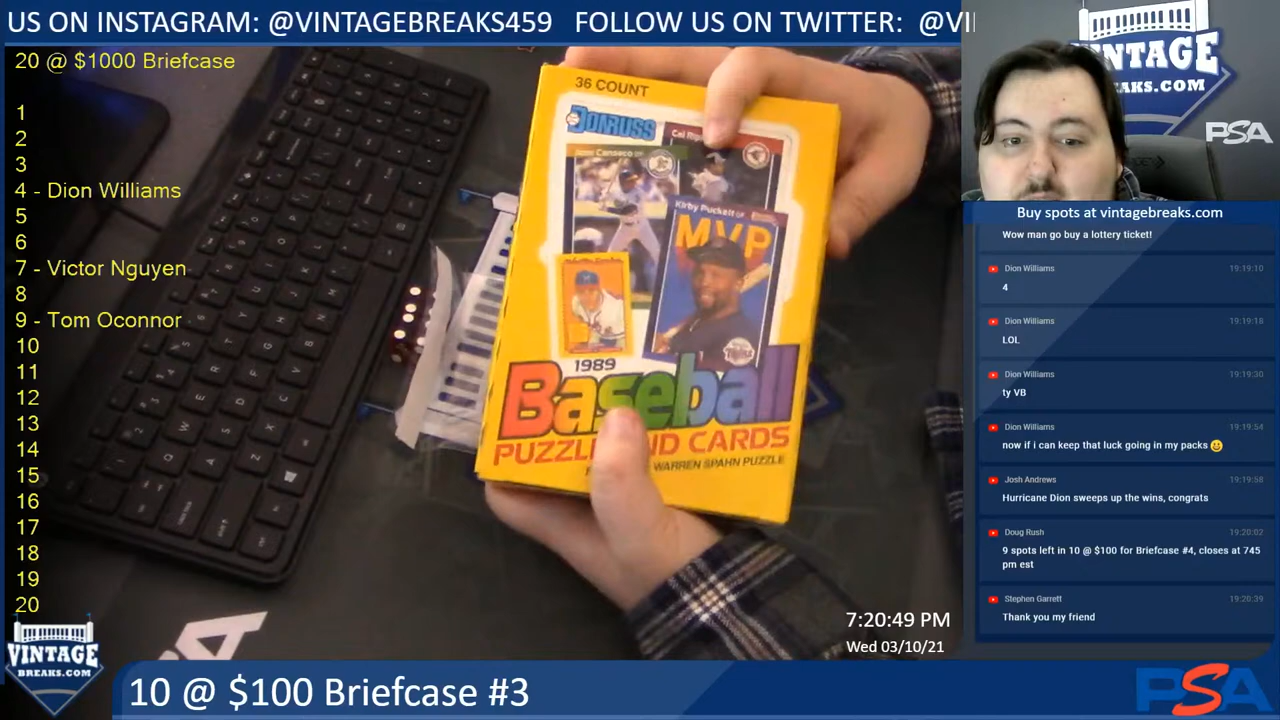 US ON INSTAGRAM: @VINTAGEBREAKS459 FOLLOW US ON TWITTER: @VI
20 @ $1000 Briefcase
1
2
3
4 - Dion Williams
5
6
7 - Victor Nguyen
8
9 - Tom Oconnor
10
11
12
13
14
15
16
17
18
19
20
36 COUNT
DONRUSS
Jose Canseco OF
Kirby Puckett OF
MVP
1989
Baseball
CARDS
WARREN SPAHN PUZZLE
VINTAGE
BREAKS.COM
PSA
Buy spots at vintagebreaks.com
Wow man go buy a lottery ticket!
Dion Williams 19:19:10
4
Dion Williams 19:19:18
LOL
Dion Williams 19:19:30
ty VB
Dion Williams 19:19:54
now if i can keep that luck going in my packs 😀
Josh Andrews 19:19:58
Hurricane Dion sweeps up the wins, congrats
Doug Rush 19:20:02
9 spots left in 10 @ $100 for Briefcase #4, closes at 745
pm est
Stephen Garrett 19:20:39
Thank you my friend
7:20:49 PM
Wed 03/10/21
VINTAGE
BREAKS.COM
10 @ $100 Briefcase #3
PSA